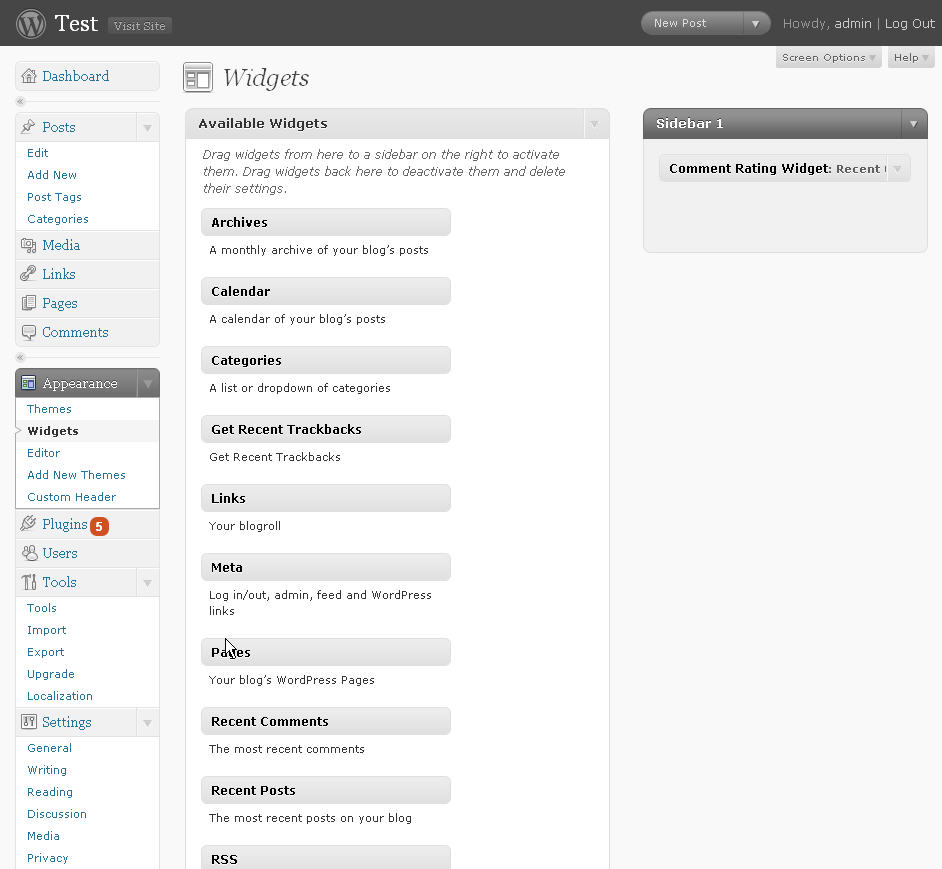 Test
Visit Site
New Post
Howdy, admin | Log Out
Screen Options
Help
Dashboard
Posts
Edit
Add New
Post Tags
Categories
Media
Links
Pages
Comments
Appearance
Themes
Widgets
Editor
Add New Themes
Custom Header
Plugins 5
Users
Tools
Tools
Import
Export
Upgrade
Localization
Settings
General
Writing
Reading
Discussion
Media
Privacy
Widgets
Available Widgets
Drag widgets from here to a sidebar on the right to activate
them. Drag widgets back here to deactivate them and delete
their settings.
Archives
A monthly archive of your blog’s posts
Calendar
A calendar of your blog’s posts
Categories
A list or dropdown of categories
Get Recent Trackbacks
Get Recent Trackbacks
Links
Your blogroll
Meta
Log in/out, admin, feed and WordPress
links
Pages
Your blog’s WordPress Pages
Recent Comments
The most recent comments
Recent Posts
The most recent posts on your blog
RSS
Sidebar 1
Comment Rating Widget: Recent